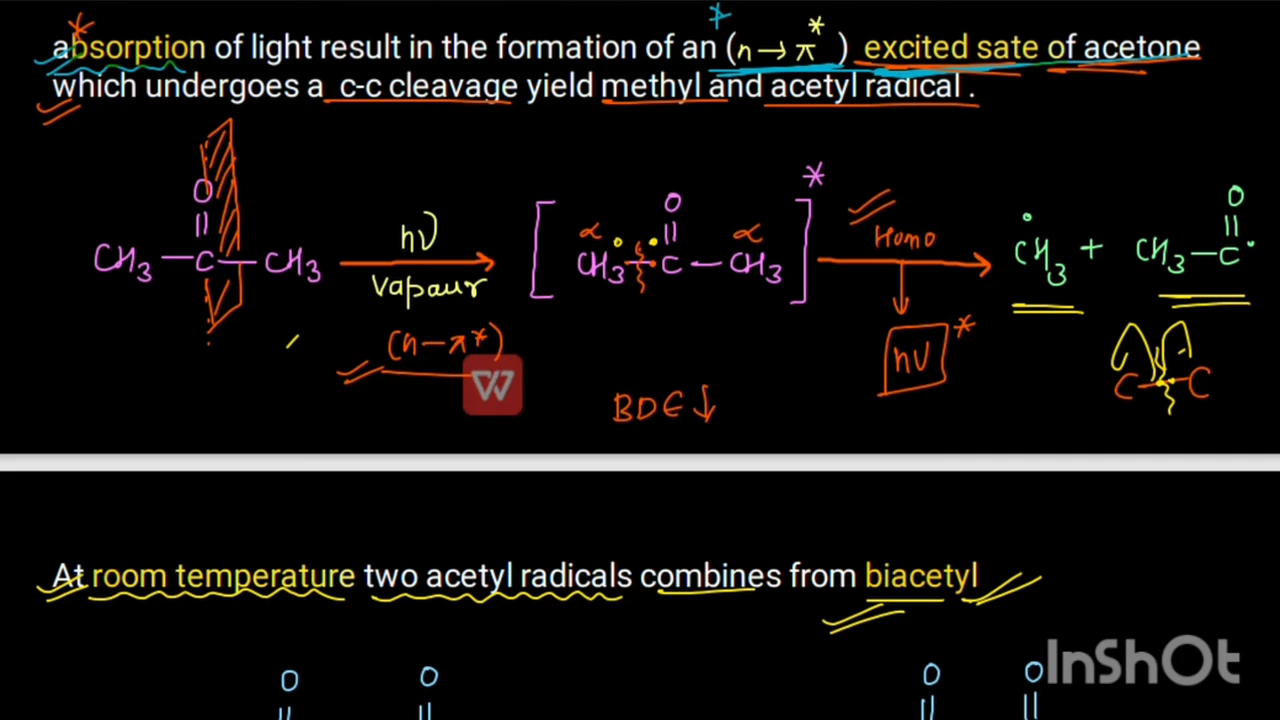 absorption of light result in the formation of an (n → π*) excited sate of acetone
which undergoes a c-c cleavage yield methyl and acetyl radical .
O
||
CH3 — C — CH3
hν
vapaur
(n – π*)
[ CH3 — C — CH3 ]*
O
||
α α
Homo
hν *
BDE ↓
ĊH3 + CH3 — C·
O
||
C — C
At room temperature two acetyl radicals combines from biacetyl
O O O O
|| || || ||
InShOt